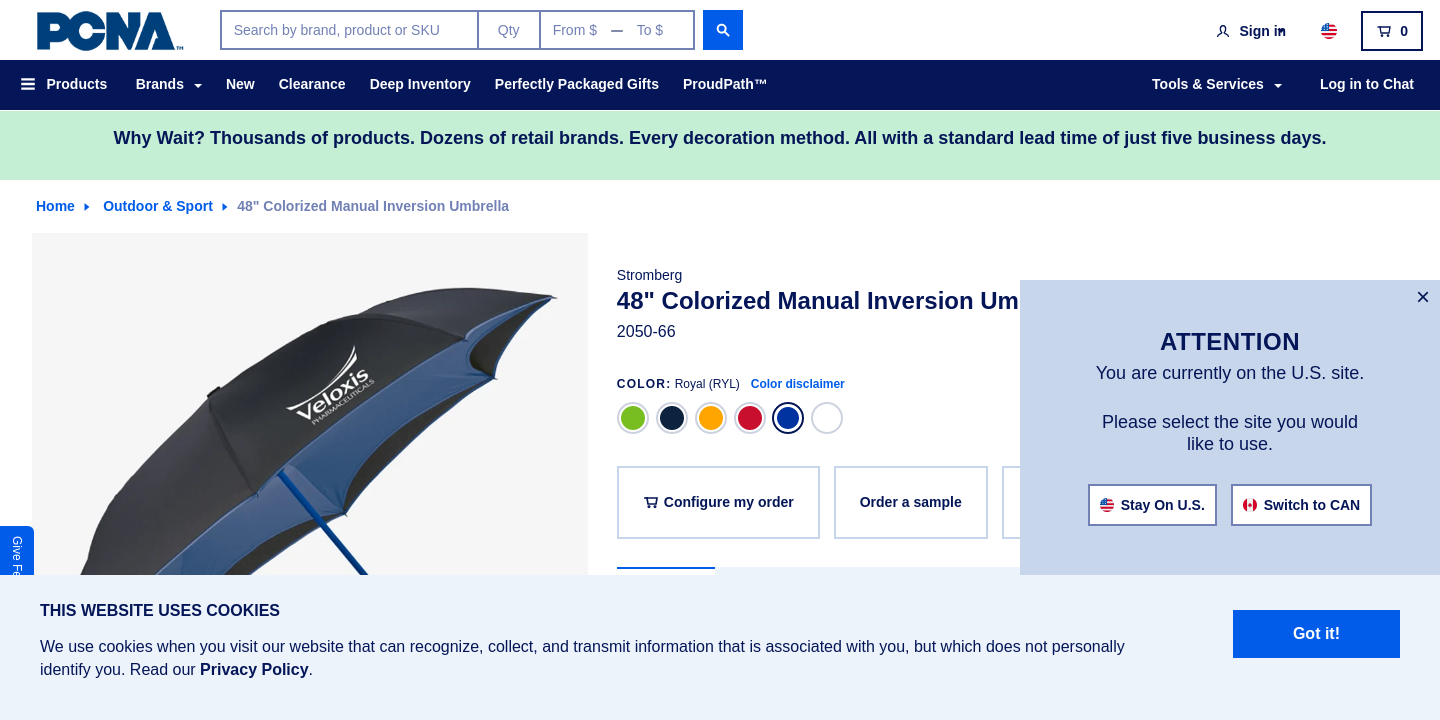 PCNA™
Search by brand, product or SKU
Qty
From $ — To $
Sign in
0
Products
Brands
New
Clearance
Deep Inventory
Perfectly Packaged Gifts
ProudPath™
Tools & Services
Log in to Chat
Why Wait? Thousands of products. Dozens of retail brands. Every decoration method. All with a standard lead time of just five business days.
Home
Outdoor & Sport
48" Colorized Manual Inversion Umbrella
veloxis
PHARMACEUTICALS
Stromberg
48" Colorized Manual Inversion Um
2050-66
COLOR: Royal (RYL) Color disclaimer
Configure my order
Order a sample
×
ATTENTION
You are currently on the U.S. site.
Please select the site you would
like to use.
Stay On U.S.
Switch to CAN
Give Fe
THIS WEBSITE USES COOKIES
We use cookies when you visit our website that can recognize, collect, and transmit information that is associated with you, but which does not personally
identify you. Read our Privacy Policy.
Got it!